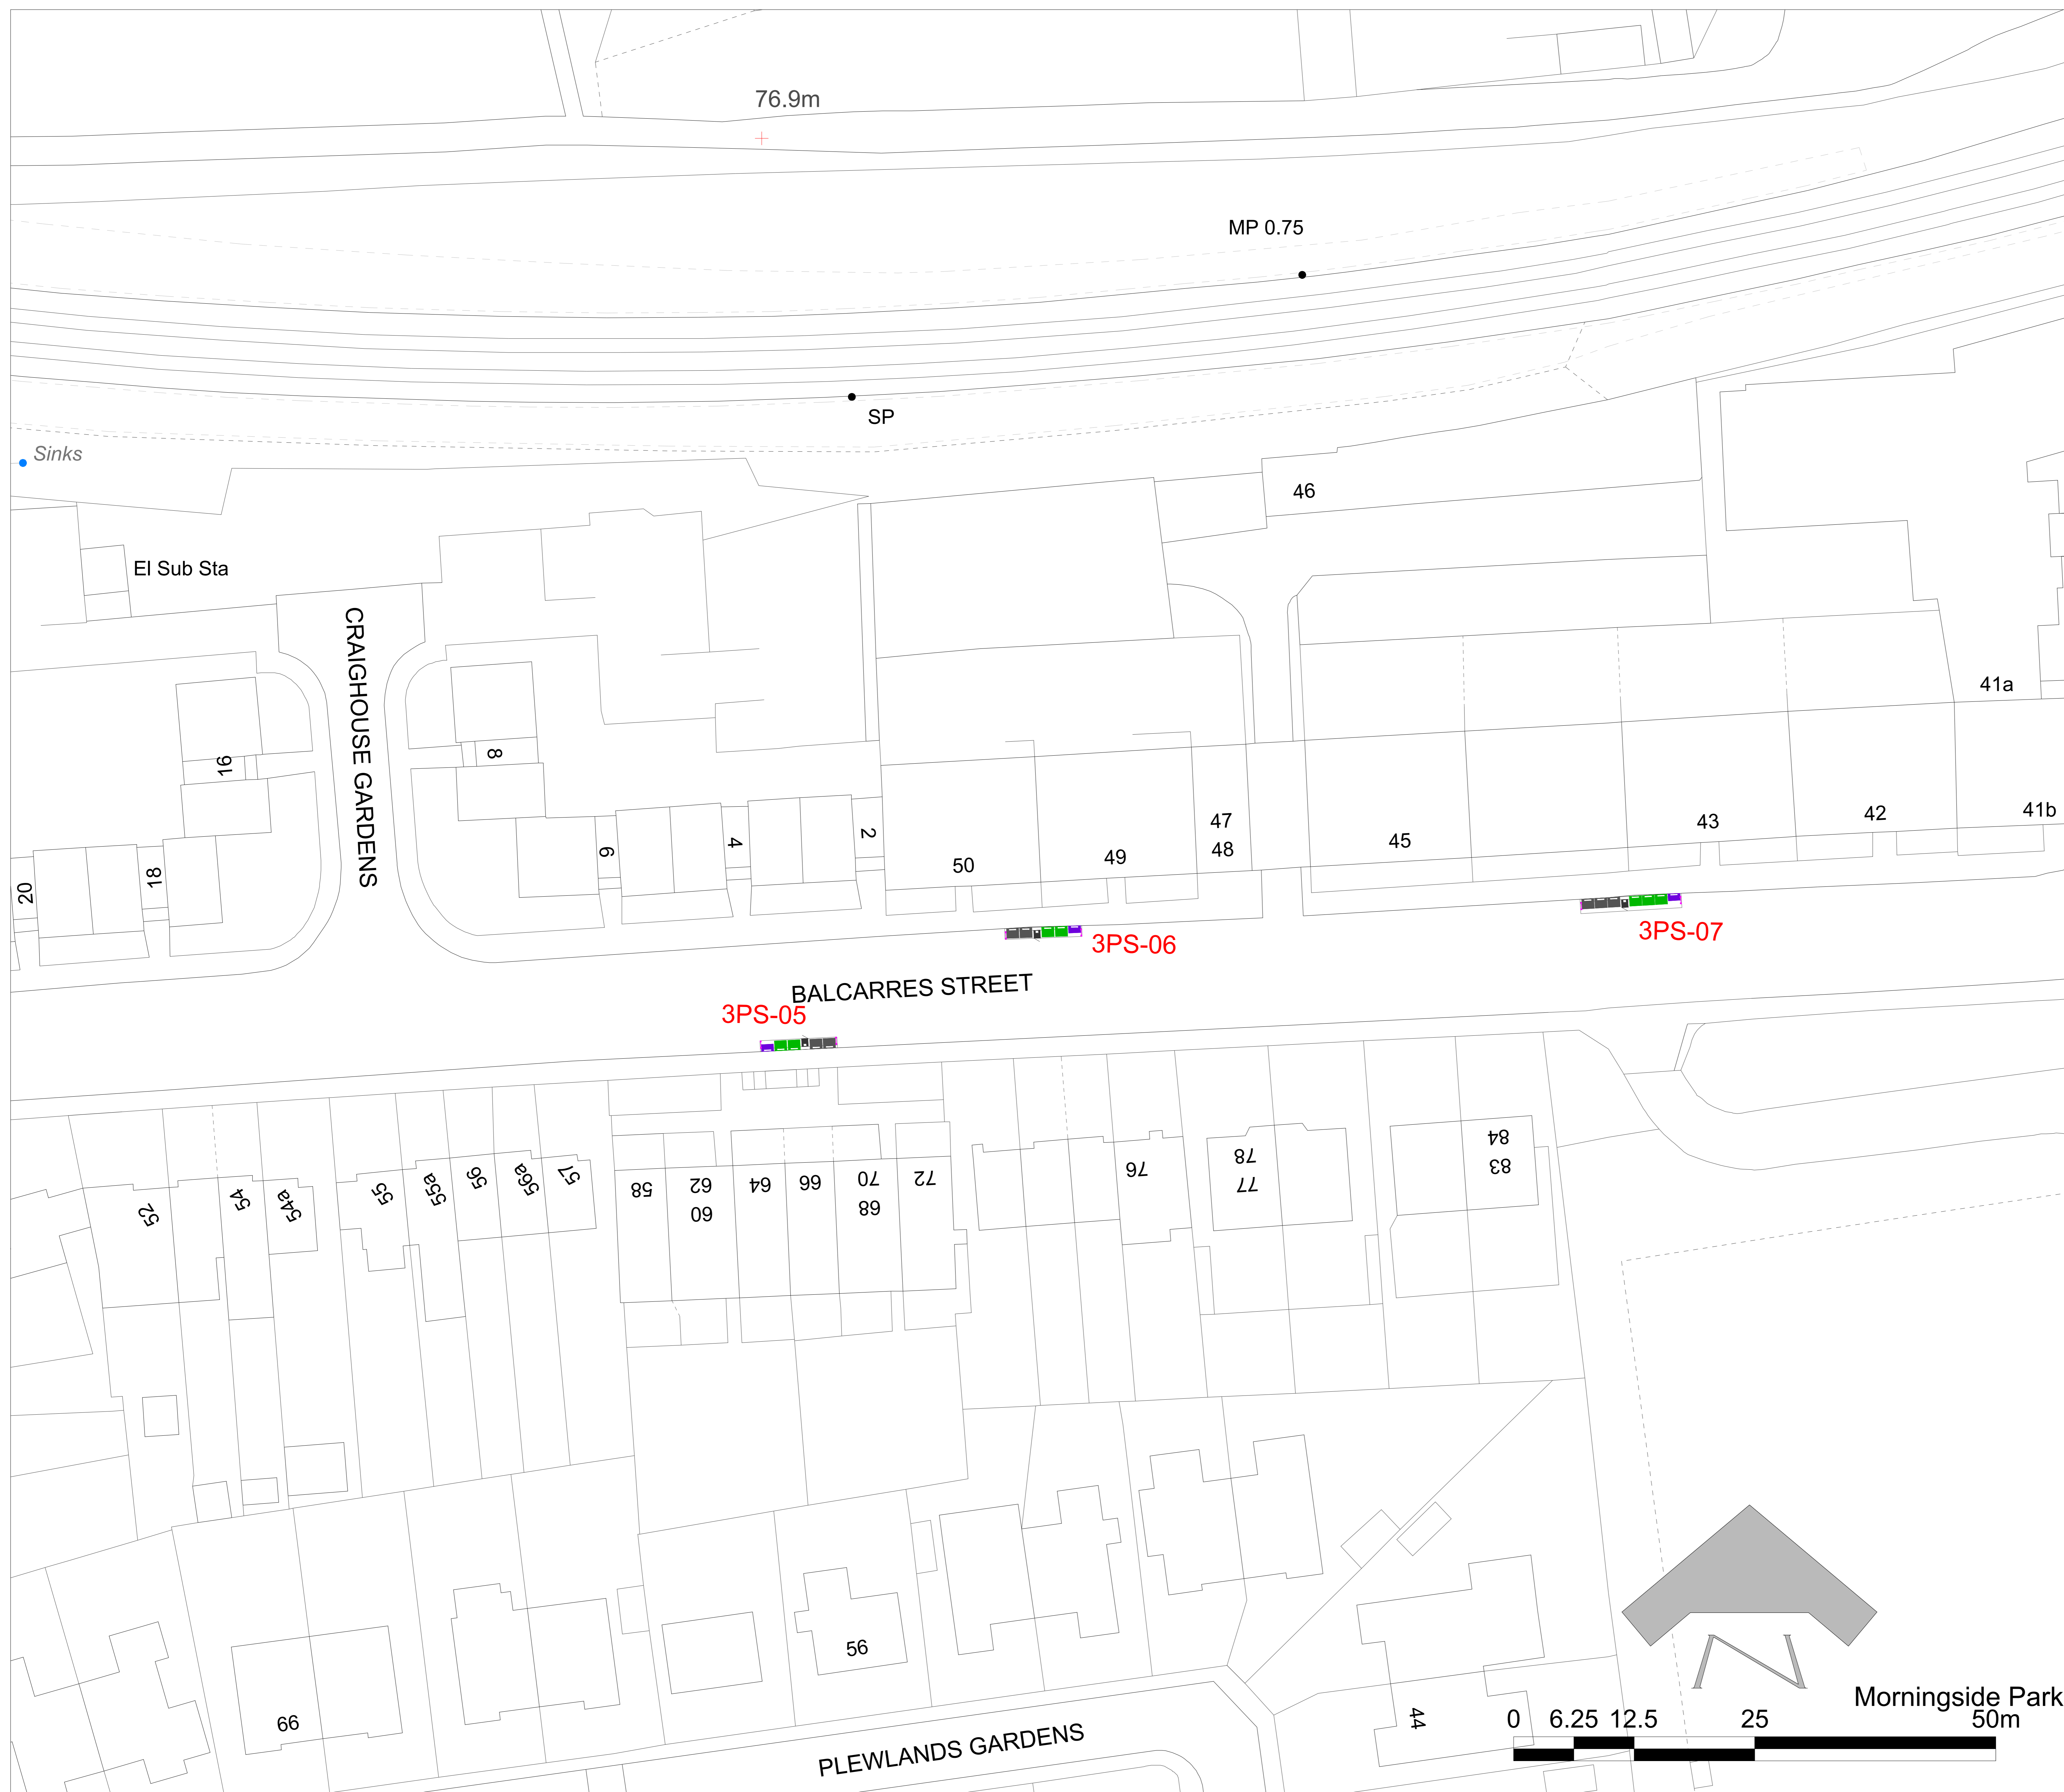 76.9m
MP 0.75
SP
Sinks
46
El Sub Sta
CRAIGHOUSE GARDENS
41a
16
8
47
48
45
43
42
41b
20
18
6
4
2
50
49
3PS-06
3PS-07
BALCARRES STREET
3PS-05
52
54
54a
55
55a
56
56a
57
58
62
60
64
66
70
68
72
76
78
77
84
83
56
66
44
PLEWLANDS GARDENS
N
Morningside Park
0 6.25 12.5 25 50m